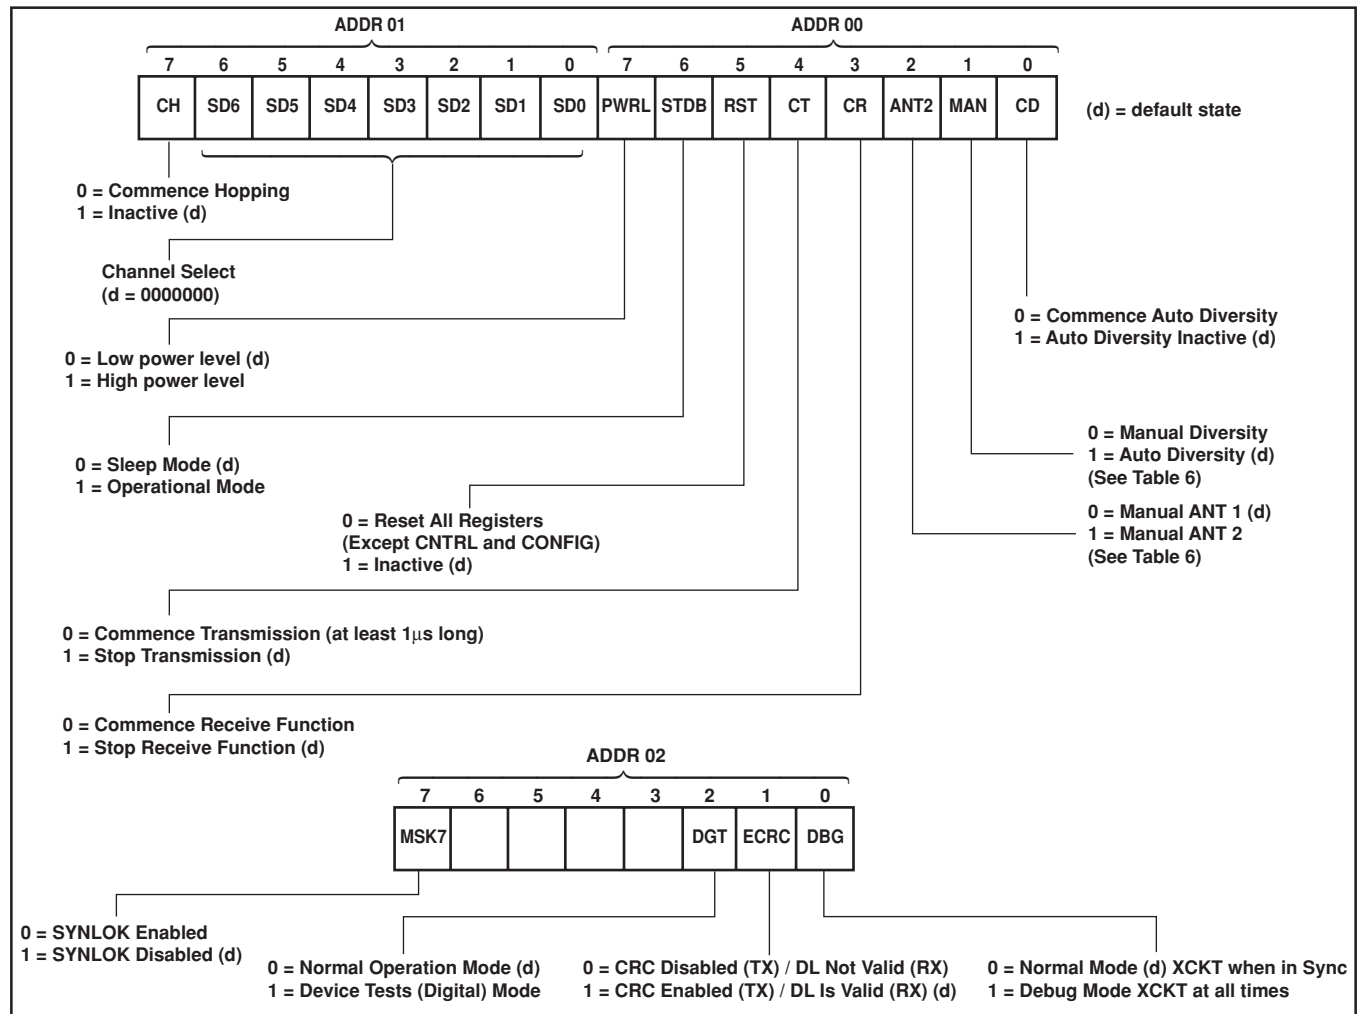 ADDR 01 ADDR 00
7 6 5 4 3 2 1 0 7 6 5 4 3 2 1 0
CH SD6 SD5 SD4 SD3 SD2 SD1 SD0 PWRL STDB RST CT CR ANT2 MAN CD
(d) = default state
0 = Commence Hopping
1 = Inactive (d)
Channel Select
(d = 0000000)
0 = Commence Auto Diversity
1 = Auto Diversity Inactive (d)
0 = Low power level (d)
1 = High power level
0 = Manual Diversity
1 = Auto Diversity (d)
(See Table 6)
0 = Sleep Mode (d)
1 = Operational Mode
0 = Manual ANT 1 (d)
1 = Manual ANT 2
(See Table 6)
0 = Reset All Registers
(Except CNTRL and CONFIG)
1 = Inactive (d)
0 = Commence Transmission (at least 1μs long)
1 = Stop Transmission (d)
0 = Commence Receive Function
1 = Stop Receive Function (d)
ADDR 02
7 6 5 4 3 2 1 0
MSK7 DGT ECRC DBG
0 = SYNLOK Enabled
1 = SYNLOK Disabled (d)
0 = Normal Operation Mode (d)
1 = Device Tests (Digital) Mode
0 = CRC Disabled (TX) / DL Not Valid (RX)
1 = CRC Enabled (TX) / DL Is Valid (RX) (d)
0 = Normal Mode (d) XCKT when in Sync
1 = Debug Mode XCKT at all times